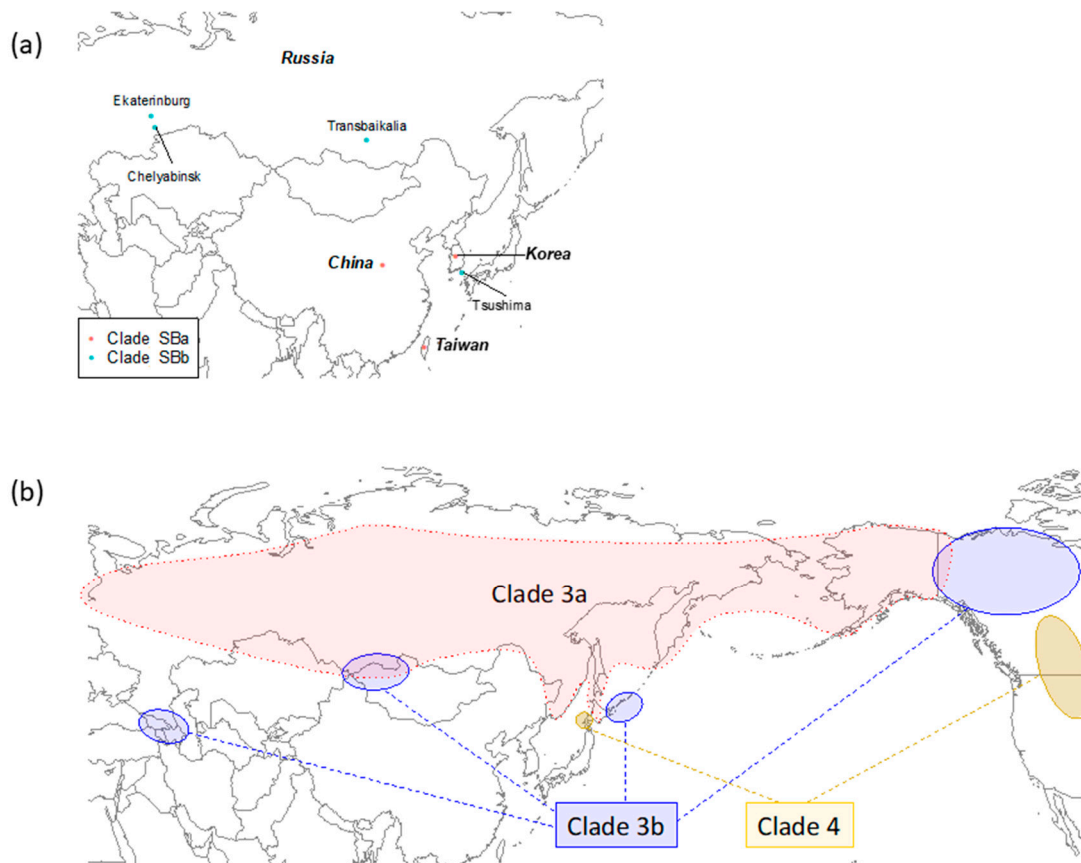 (a)
Russia
Ekaterinburg
Transbaikalia
Chelyabinsk
China
Korea
Tsushima
Clade SBa
Clade SBb
Taiwan
(b)
Clade 3a
Clade 3b
Clade 4